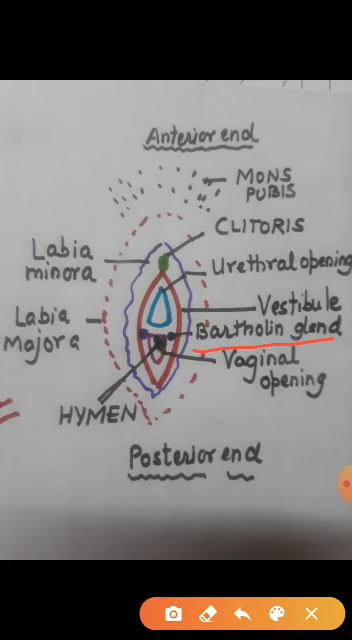 Anterior end
MONS
PUBIS
CLITORIS
Labia
minora
Urethral opening
Vestibule
Labia
Majora
Bartholin gland
Vaginal
opening
HYMEN
Posterior end